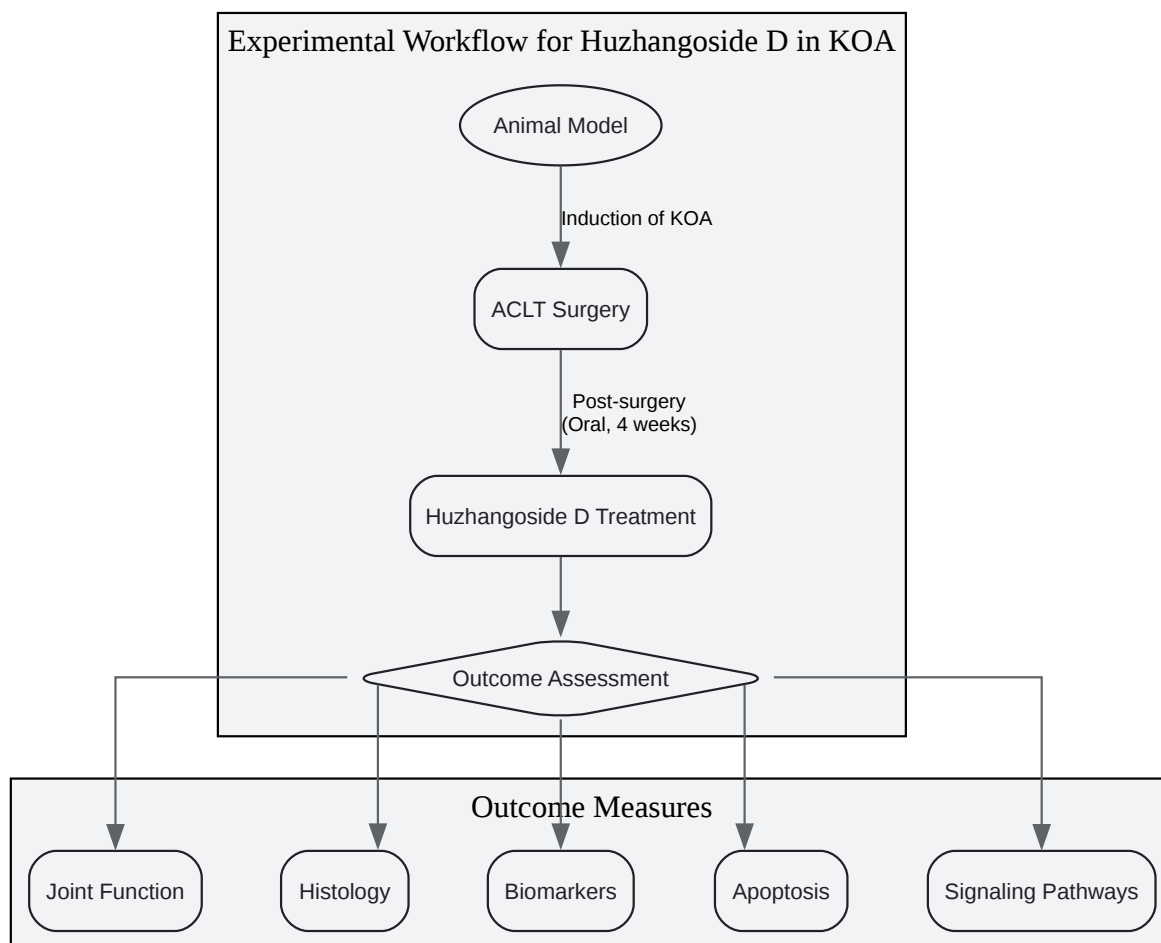 Experimental Workflow for Huzhangoside D in KOA
Animal Model
Induction of KOA
ACLT Surgery
Post-surgery
(Oral, 4 weeks)
Huzhangoside D Treatment
Outcome Assessment
Outcome Measures
Joint Function
Histology
Biomarkers
Apoptosis
Signaling Pathways